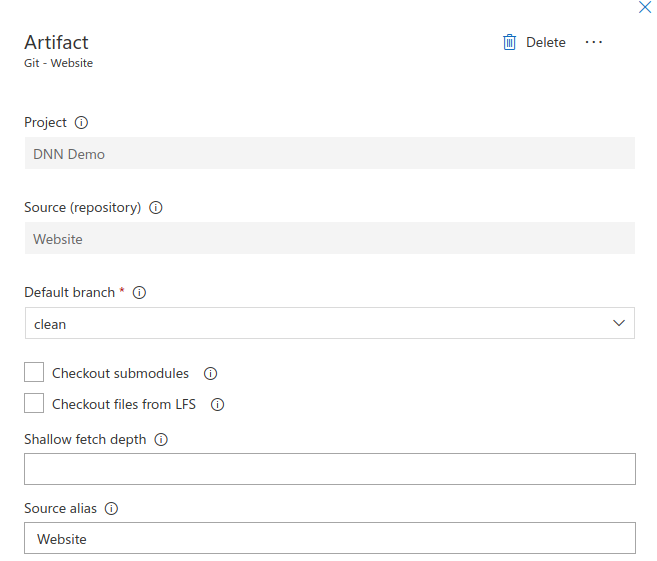 Artifact
Delete
Git - Website
Project
DNN Demo
Source (repository)
Website
Default branch *
clean
Checkout submodules
Checkout files from LFS
Shallow fetch depth
Source alias
Website